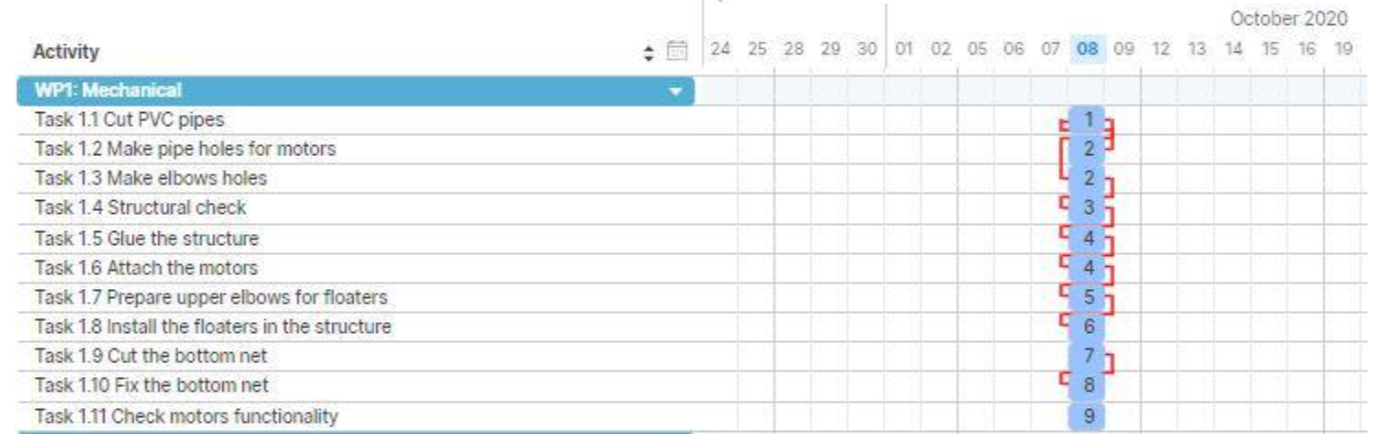 October 2020
Activity 24 25 28 29 30 01 02 05 06 07 08 09 12 13 14 15 16 19
WP1: Mechanical
Task 1.1 Cut PVC pipes 1
Task 1.2 Make pipe holes for motors 2
Task 1.3 Make elbows holes 2
Task 1.4 Structural check 3
Task 1.5 Glue the structure 4
Task 1.6 Attach the motors 4
Task 1.7 Prepare upper elbows for floaters 5
Task 1.8 Install the floaters in the structure 6
Task 1.9 Cut the bottom net 7
Task 1.10 Fix the bottom net 8
Task 1.11 Check motors functionality 9